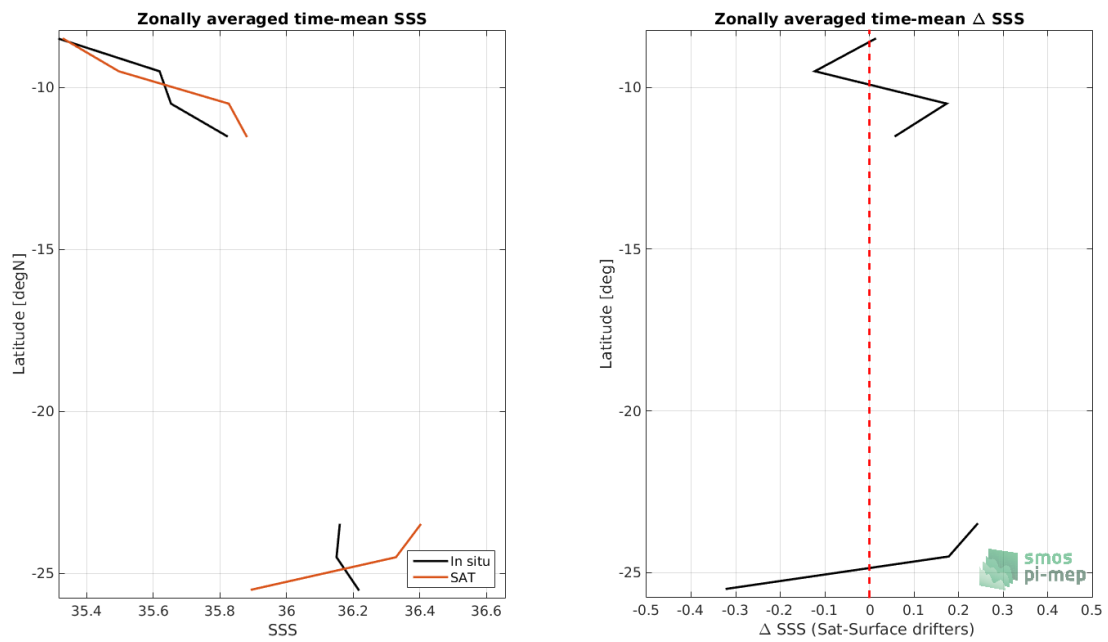 Zonally averaged time-mean SSS
Latitude [degN]
-10
-15
-20
-25
35.4 35.6 35.8 36 36.2 36.4 36.6
SSS
In situ
SAT
Zonally averaged time-mean Δ SSS
Latitude [deg]
-10
-15
-20
-25
-0.5 -0.4 -0.3 -0.2 -0.1 0 0.1 0.2 0.3 0.4 0.5
Δ SSS (Sat-Surface drifters)
smos
pi-mep